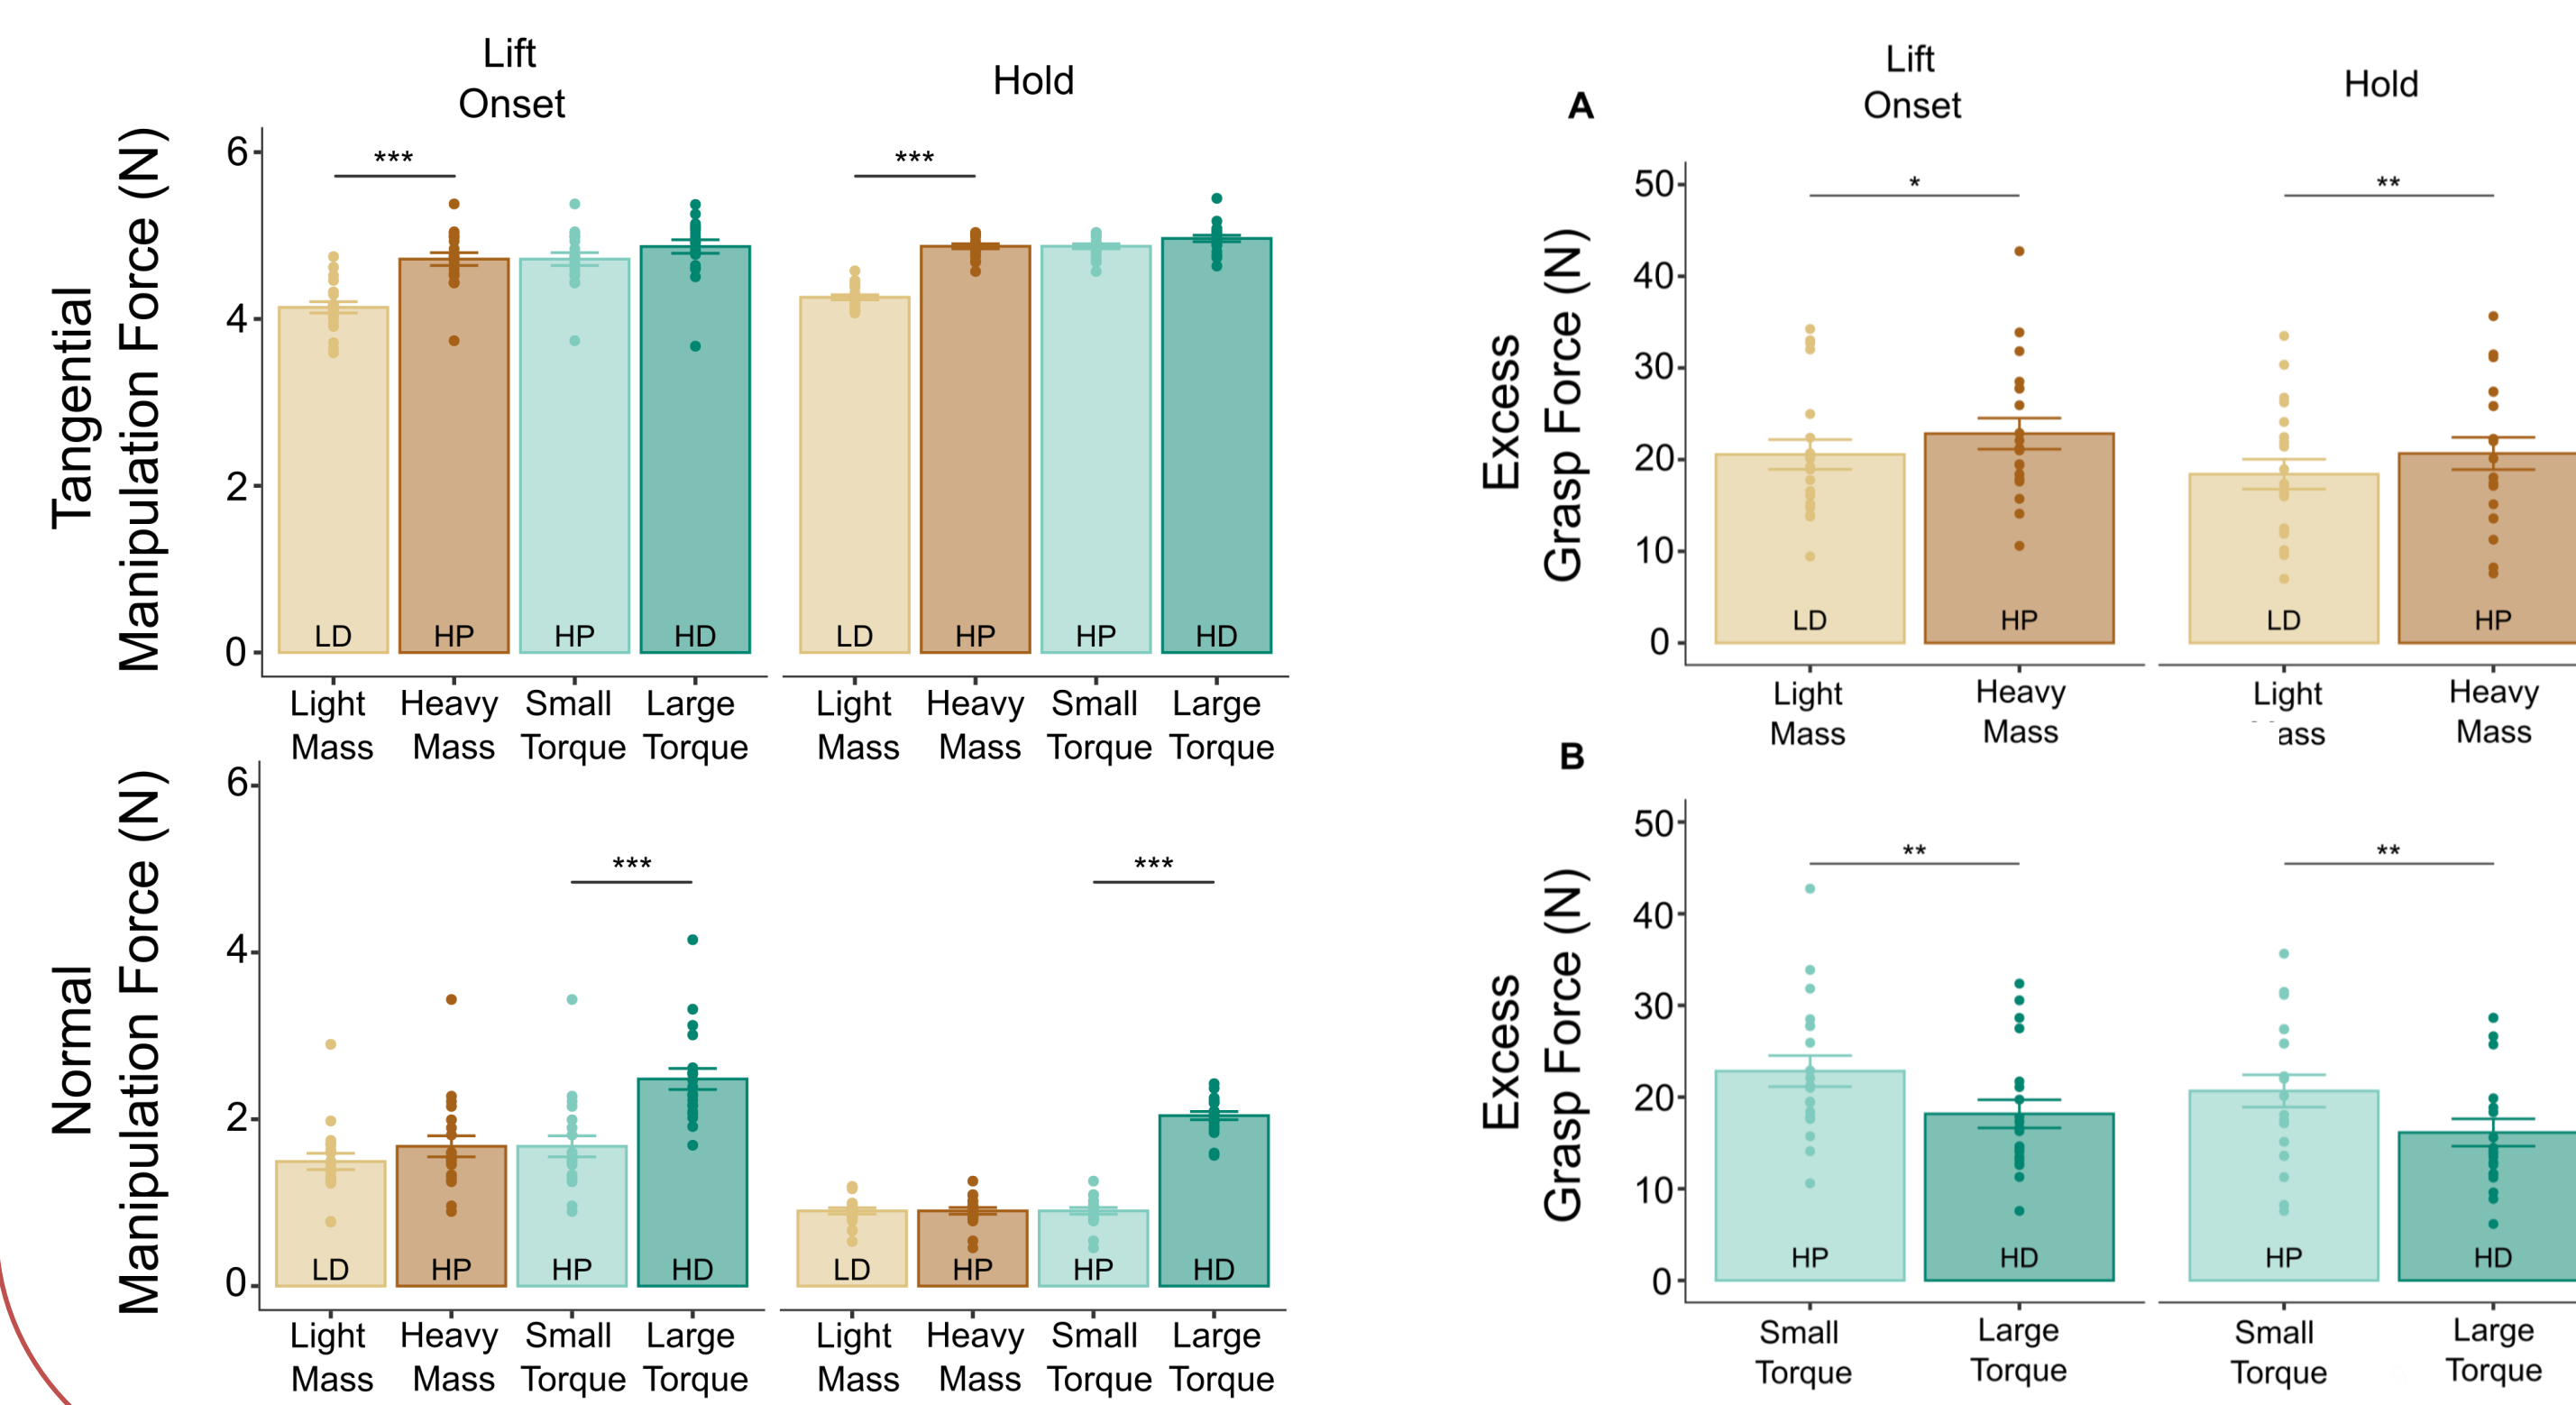 Lift
Onset
Hold
Tangential
Manipulation Force (N)
6
4
2
0
***
***
LD
HP
HP
HD
LD
HP
HP
HD
Light
Mass
Heavy
Mass
Small
Torque
Large
Torque
Light
Mass
Heavy
Mass
Small
Torque
Large
Torque
Normal
Manipulation Force (N)
6
4
2
0
***
***
LD
HP
HP
HD
LD
HP
HP
HD
Light
Mass
Heavy
Mass
Small
Torque
Large
Torque
Light
Mass
Heavy
Mass
Small
Torque
Large
Torque
A
Lift
Onset
Hold
Excess
Grasp Force (N)
50
40
30
20
10
0
*
**
LD
HP
LD
HP
Light
Mass
Heavy
Mass
Light
ass
Heavy
Mass
B
Excess
Grasp Force (N)
50
40
30
20
10
0
**
**
HP
HD
HP
HD
Small
Torque
Large
Torque
Small
Torque
Large
Torque